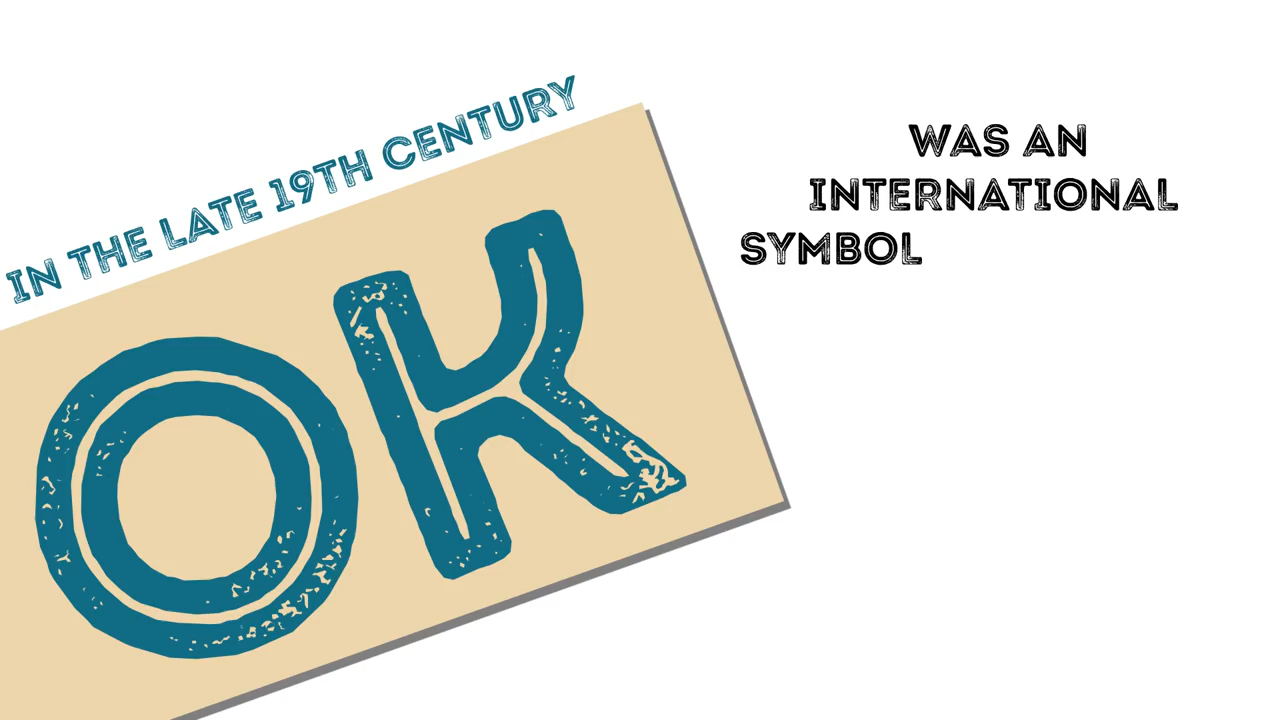 IN THE LATE 19TH CENTURY
OK
WAS AN
INTERNATIONAL
SYMBOL